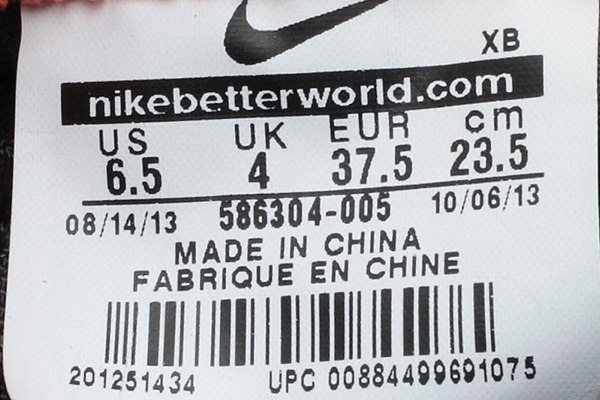 XB
nikebetterworld.com
US UK EUR cm
6.5 4 37.5 23.5
08/14/13 586304-005 10/06/13
MADE IN CHINA
FABRIQUE EN CHINE
201251434 UPC 00884499691075